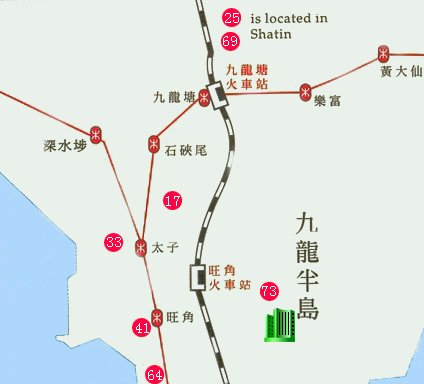 25 is located in
Shatin
69
九龍塘
火車站
黃大仙
九龍塘
樂富
深水埗
石硤尾
17
九龍半島
33
太子
旺角
火車站
73
41
旺角
64